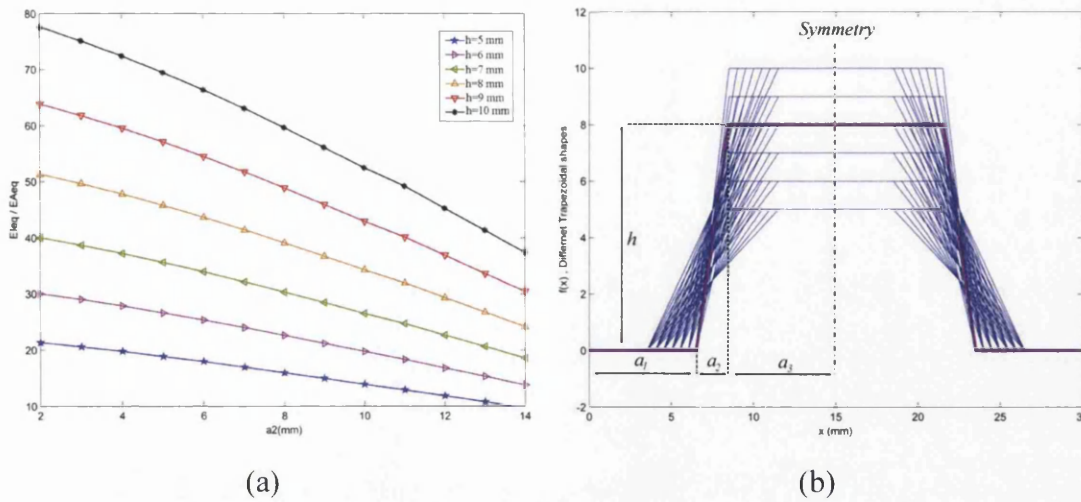 80
70
60
50
40
30
20
10
EIeq / EAeq
2
4
6
8
10
12
14
a2(mm)
h=5 mm
h=6 mm
h=7 mm
h=8 mm
h=9 mm
h=10 mm
(a)
Symmetry
12
10
8
6
4
2
0
-2
f(x) , Differnet Trapezoidal shapes
h
a1
a2
a3
0
5
10
15
20
25
30
x (mm)
(b)